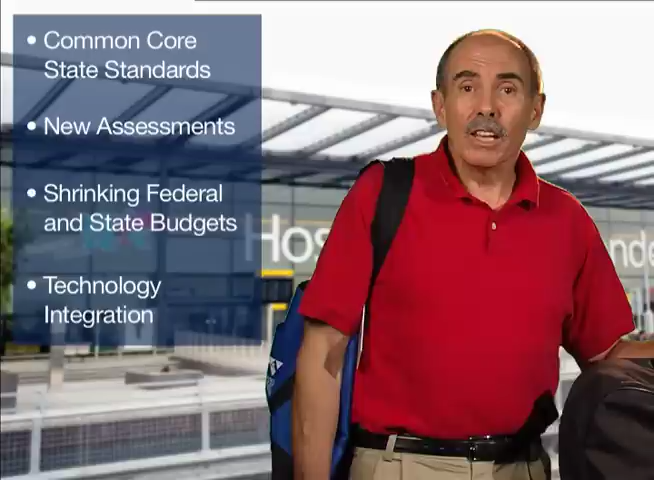 • Common Core
State Standards
• New Assessments
• Shrinking Federal
and State Budgets
• Technology
Integration